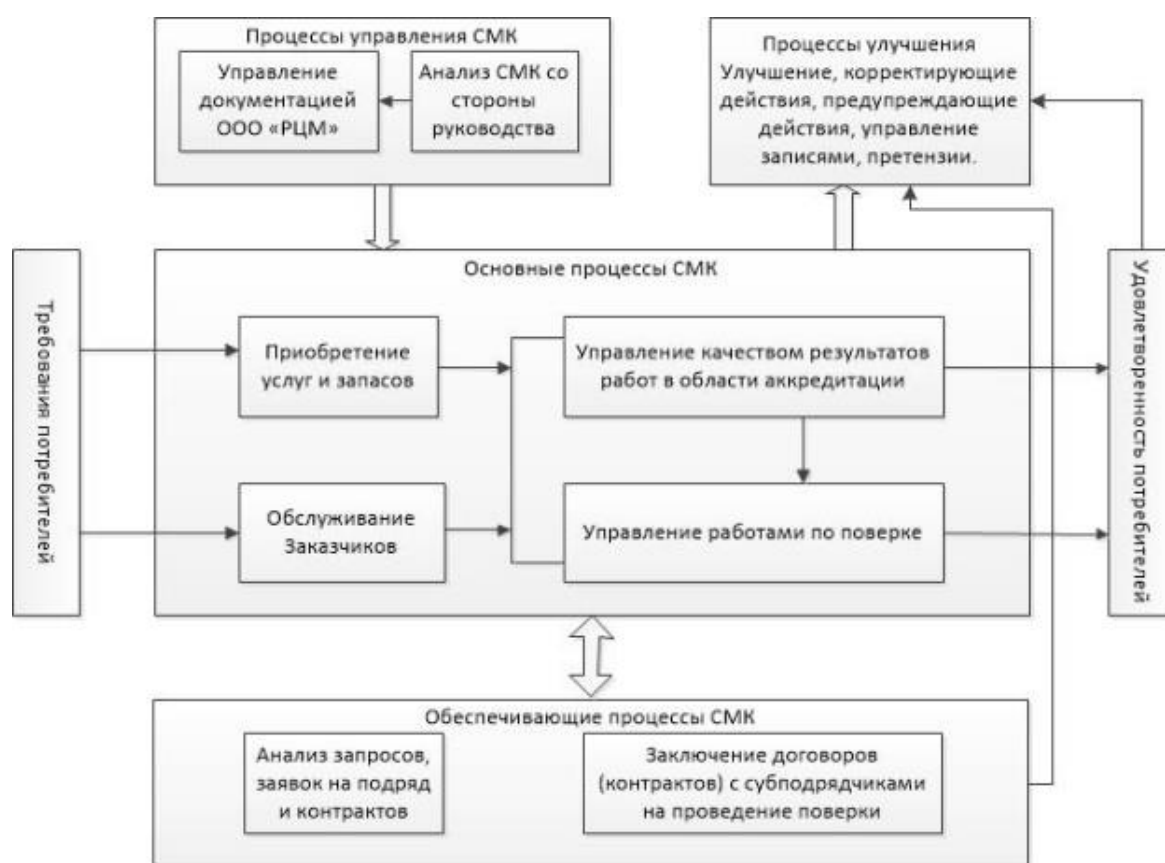 Процессы управления СМК
Управление
документацией
ООО «РЦМ»
Анализ СМК со
стороны
руководства
Процессы улучшения
Улучшение, корректирующие
действия, предупреждающие
действия, управление
записями, претензии.
Требования потребителей
Основные процессы СМК
Приобретение
услуг и запасов
Управление качеством результатов
работ в области аккредитации
Обслуживание
Заказчиков
Управление работами по поверке
Удовлетворенность потребителей
Обеспечивающие процессы СМК
Анализ запросов,
заявок на подряд
и контрактов
Заключение договоров
(контрактов) с субподрядчиками
на проведение поверки